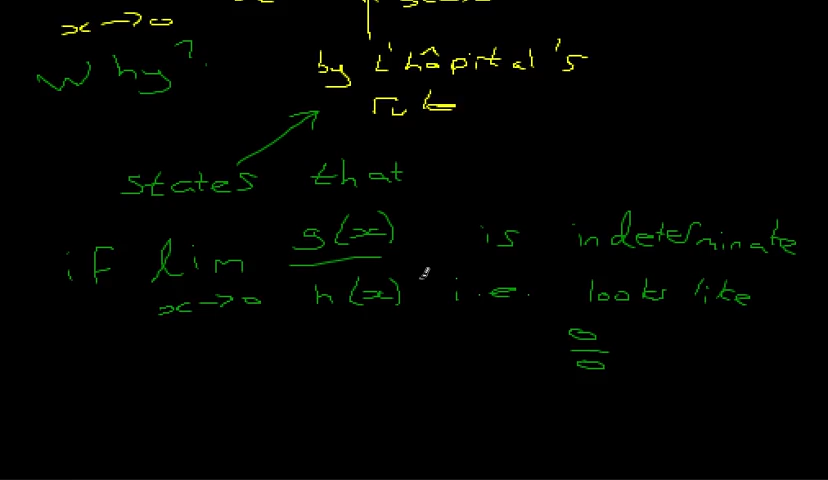 x→0
Why?
by L'hôpital's
rule
states that
if lim g(x)/h(x) is indeterminate
x→0 i.e. looks like
0/0